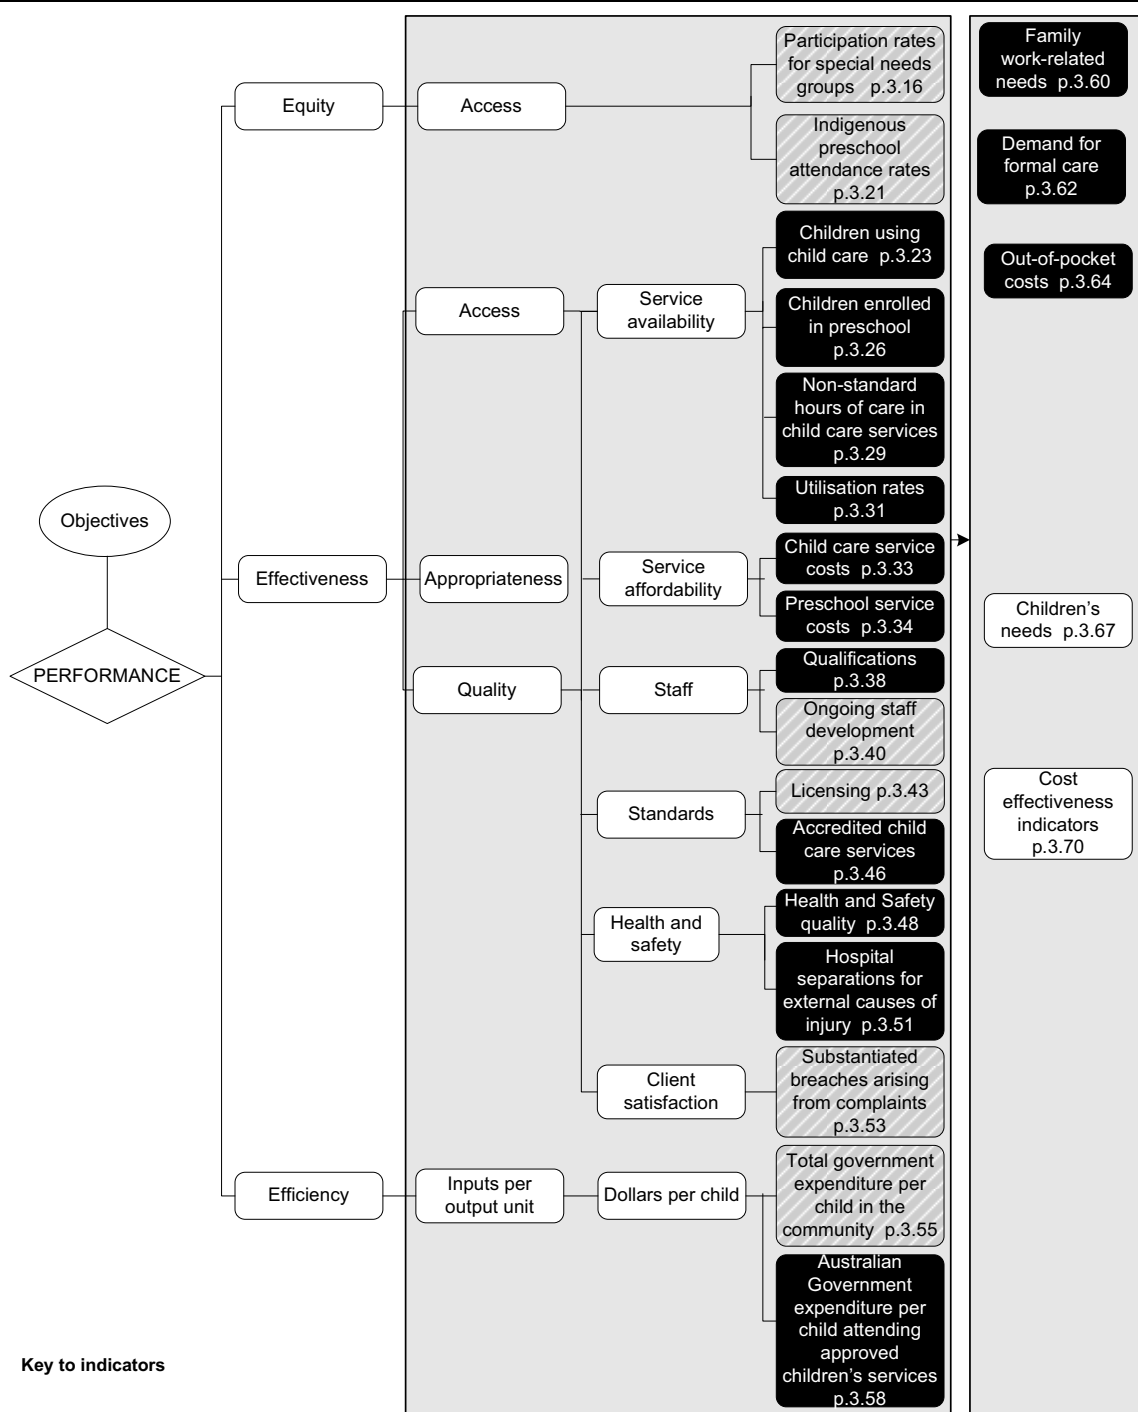 Participation rates
for special needs
groups p.3.16
Family
work-related
needs p.3.60
Equity
Access
Indigenous
preschool
attendance rates
p.3.21
Demand for
formal care
p.3.62
Children using
child care p.3.23
Out-of-pocket
costs p.3.64
Access
Service
availability
Children enrolled
in preschool
p.3.26
Non-standard
hours of care in
child care services
p.3.29
Utilisation rates
p.3.31
Objectives
Effectiveness
Appropriateness
Service
affordability
Child care service
costs p.3.33
Preschool service
costs p.3.34
Children's
needs p.3.67
PERFORMANCE
Quality
Staff
Qualifications
p.3.38
Ongoing staff
development
p.3.40
Standards
Licensing p.3.43
Accredited child
care services
p.3.46
Cost
effectiveness
indicators
p.3.70
Health and
safety
Health and Safety
quality p.3.48
Hospital
separations for
external causes of
injury p.3.51
Client
satisfaction
Substantiated
breaches arising
from complaints
p.3.53
Efficiency
Inputs per
output unit
Dollars per child
Total government
expenditure per
child in the
community p.3.55
Australian
Government
expenditure per
child attending
approved
children's services
p.3.58
Key to indicators